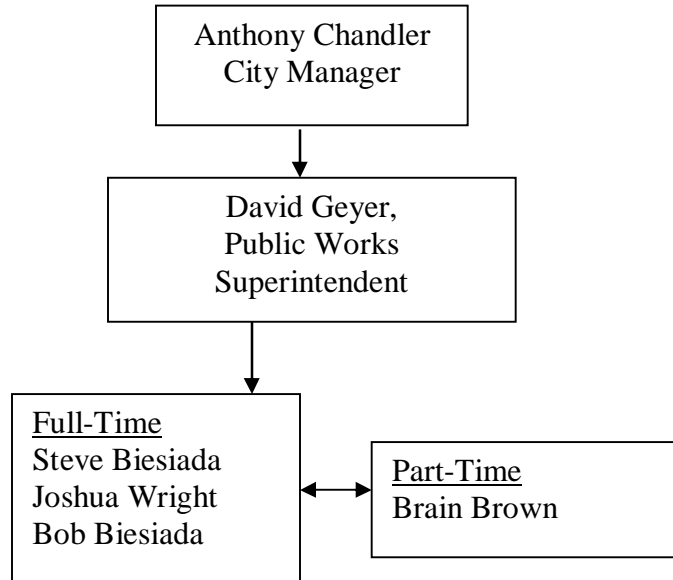 Anthony Chandler
City Manager
David Geyer,
Public Works
Superintendent
Full-Time
Steve Biesiada
Joshua Wright
Bob Biesiada
Part-Time
Brain Brown